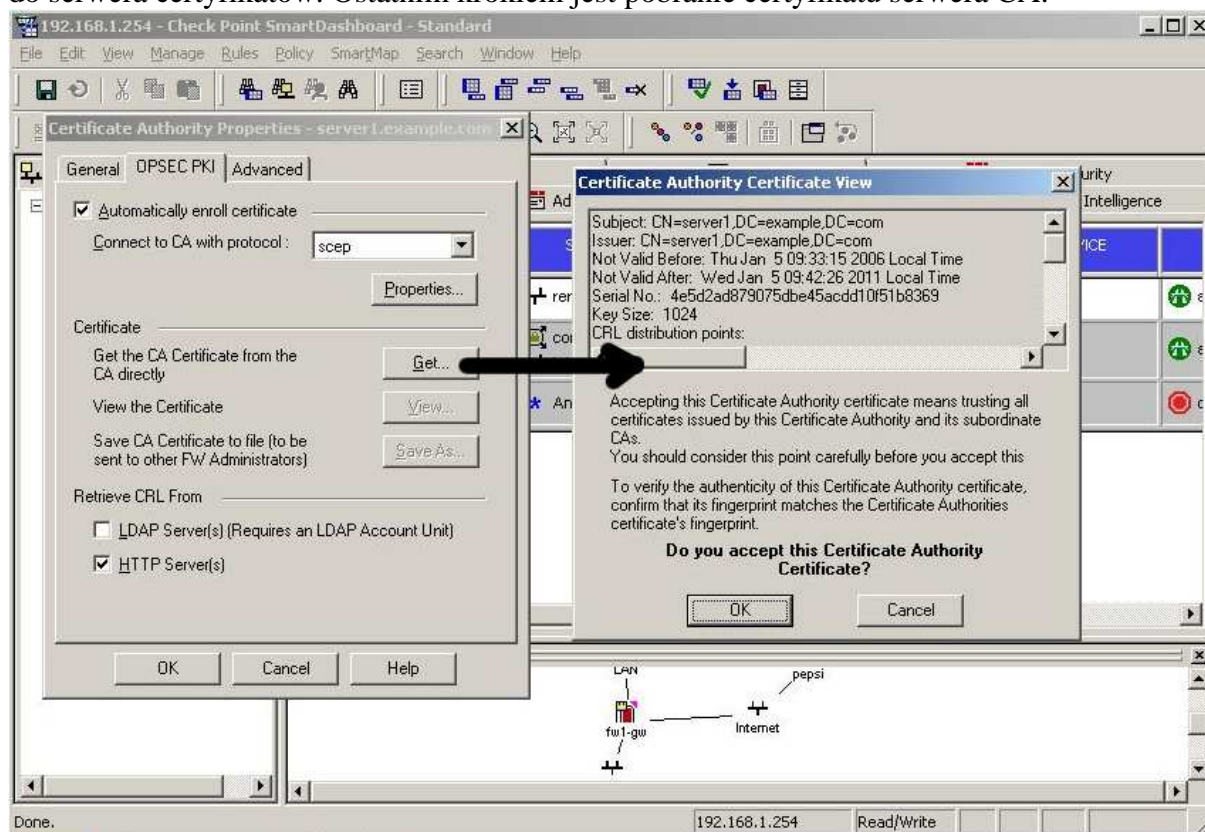 do serwera certyfikatów. Ostatnim krokiem jest pobranie certyfikatu serwera CA.
192.168.1.254 - Check Point SmartDashboard - Standard
File Edit View Manage Rules Policy SmartMap Search Window Help
Certificate Authority Properties - server1.example.com
General OPSEC PKI Advanced
Automatically enroll certificate
Connect to CA with protocol :
scep
Properties...
Certificate
Get the CA Certificate from the
CA directly
Get...
View the Certificate
View...
Save CA Certificate to file (to be
sent to other FW Administrators)
Save As...
Retrieve CRL From
LDAP Server(s) (Requires an LDAP Account Unit)
HTTP Server(s)
OK Cancel Help
Certificate Authority Certificate View
Subject: CN=server1,DC=example,DC=com
Issuer: CN=server1,DC=example,DC=com
Not Valid Before: Thu Jan 5 09:33:15 2006 Local Time
Not Valid After: Wed Jan 5 09:42:26 2011 Local Time
Serial No.: 4e5d2ad879075dbe45acdd10f51b8369
Key Size: 1024
CRL distribution points:
Accepting this Certificate Authority certificate means trusting all
certificates issued by this Certificate Authority and its subordinate
CAs.
You should consider this point carefully before you accept this
To verify the authenticity of this Certificate Authority certificate,
confirm that its fingerprint matches the Certificate Authorities
certificate's fingerprint.
Do you accept this Certificate Authority
Certificate?
OK Cancel
Ad
urity
Intelligence
S
ICE
rer
cor
An
LAN
pepsi
fw1-gw
Internet
Done.
192.168.1.254
Read/Write